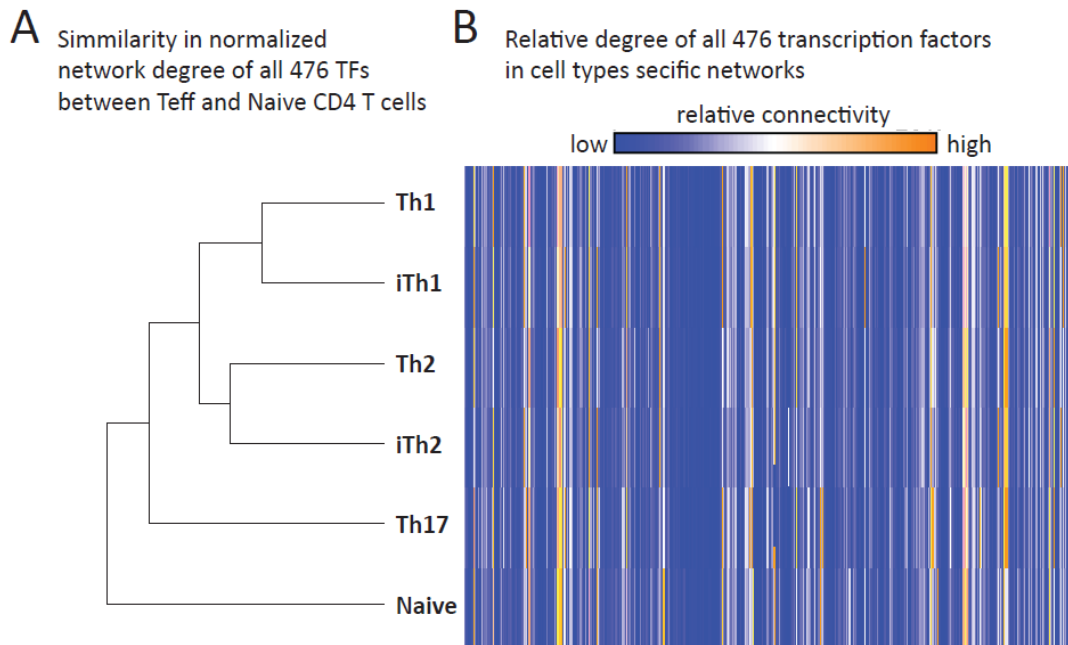 A
Simmilarity in normalized
network degree of all 476 TFs
between Teff and Naive CD4 T cells
B
Relative degree of all 476 transcription factors
in cell types secific networks
relative connectivity
low
high
Th1
iTh1
Th2
iTh2
Th17
Naive